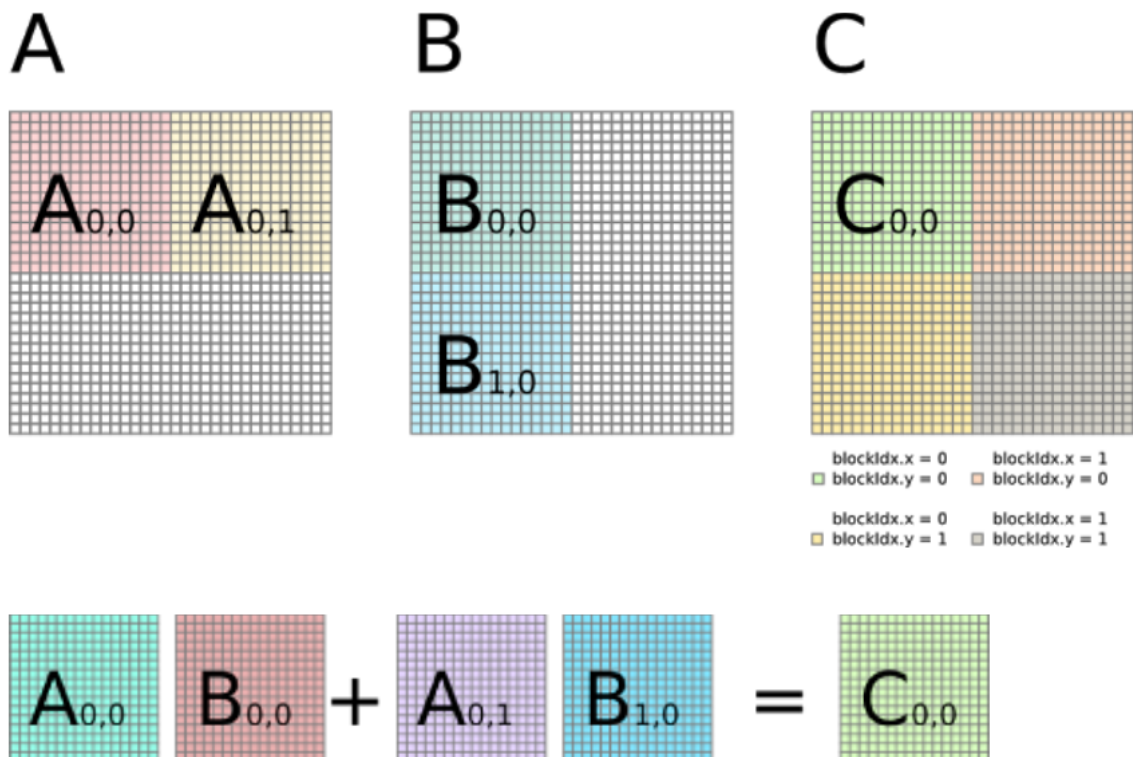 A B C
A0,0 A0,1 B0,0 C0,0
B1,0
blockIdx.x = 0 blockIdx.x = 1
blockIdx.y = 0 blockIdx.y = 0
blockIdx.x = 0 blockIdx.x = 1
blockIdx.y = 1 blockIdx.y = 1
A0,0 B0,0 + A0,1 B1,0 = C0,0